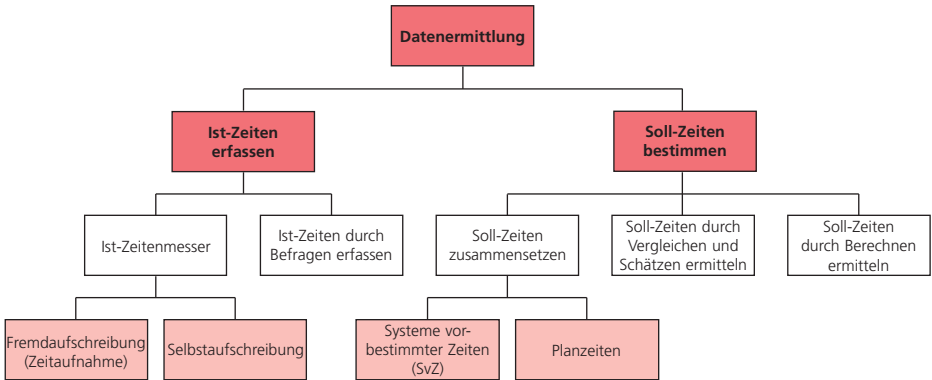 Datenermittlung
Ist-Zeiten
erfassen
Soll-Zeiten
bestimmen
Ist-Zeitenmesser
Ist-Zeiten durch
Befragen erfassen
Soll-Zeiten
zusammensetzen
Soll-Zeiten durch
Vergleichen und
Schätzen ermitteln
Soll-Zeiten
durch Berechnen
ermitteln
Fremdaufschreibung
(Zeitaufnahme)
Selbstaufschreibung
Systeme vor-
bestimmter Zeiten
(SvZ)
Planzeiten